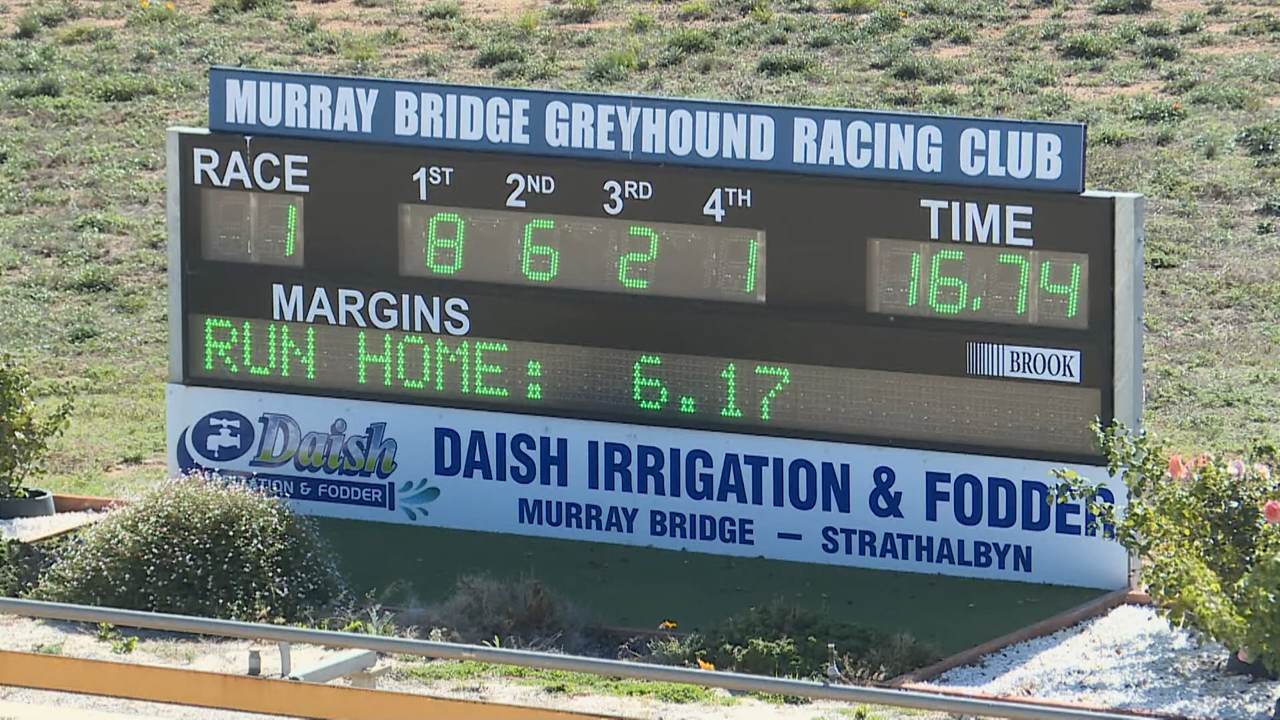 MURRAY BRIDGE GREYHOUND RACING CLUB
RACE 1ST 2ND 3RD 4TH TIME
1 8 6 2 1 16.74
MARGINS
BROOK
RUN HOME: 6.17
Daish
IRRIGATION & FODDER
DAISH IRRIGATION & FODDER
MURRAY BRIDGE – STRATHALBYN